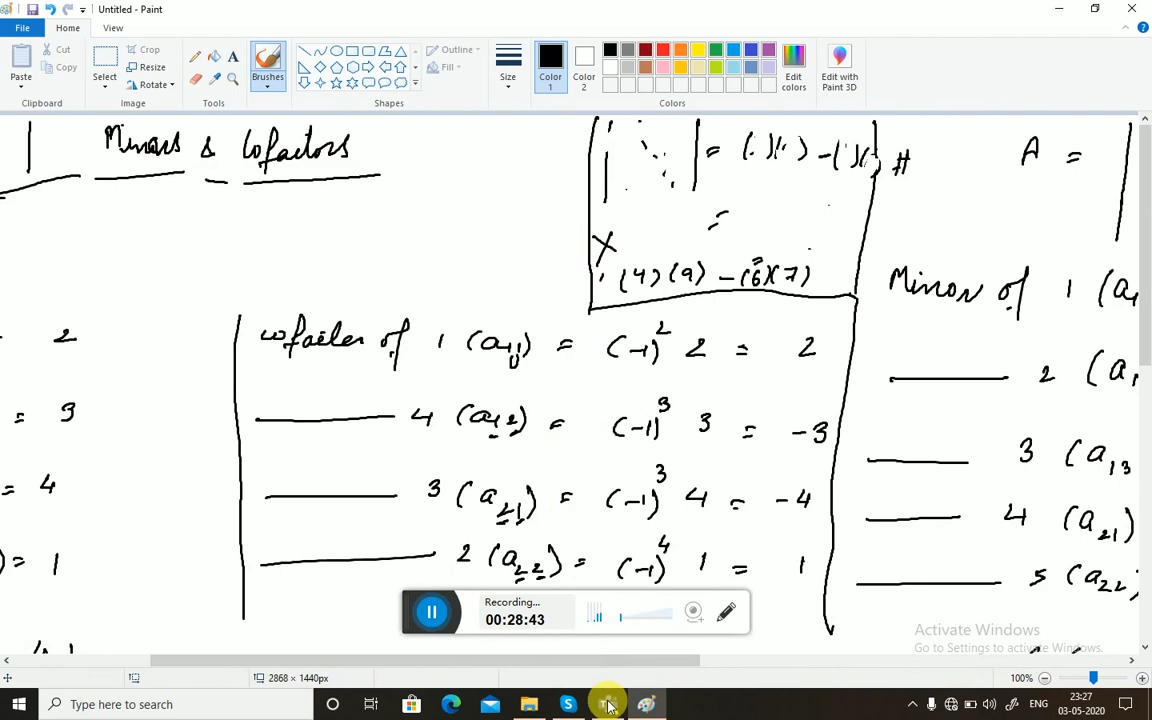 Untitled - Paint
File Home View
Paste Cut Copy Clipboard
Select Crop Resize Rotate Image
Tools
Brushes
Shapes Outline Fill
Size
Color 1 Color 2 Edit colors Colors
Edit with Paint 3D
Minors & Cofactors
= ( )( ) - ( )( ) #
=
(4)(9) - (6)(7)
A =
Minor of 1 (a
2 (a
3 (a13
4 (a21)
5 (a22)
2
= 3
= 4
) = 1
Cofactor of 1 (a11) = (-1)^2 2 = 2
4 (a12) = (-1)^3 3 = -3
3 (a21) = (-1)^3 4 = -4
2 (a22) = (-1)^4 1 = 1
Recording...
00:28:43
Activate Windows
Go to Settings to activate Windows.
2868 × 1440px
100%
Type here to search
ENG
23:27
03-05-2020